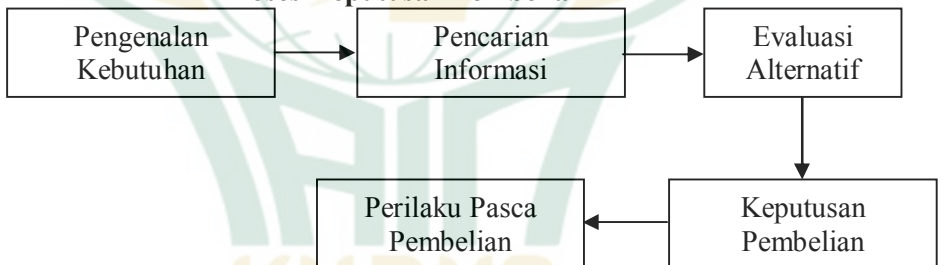 Pengenalan
Kebutuhan
Pencarian
Informasi
Evaluasi
Alternatif
Perilaku Pasca
Pembelian
Keputusan
Pembelian